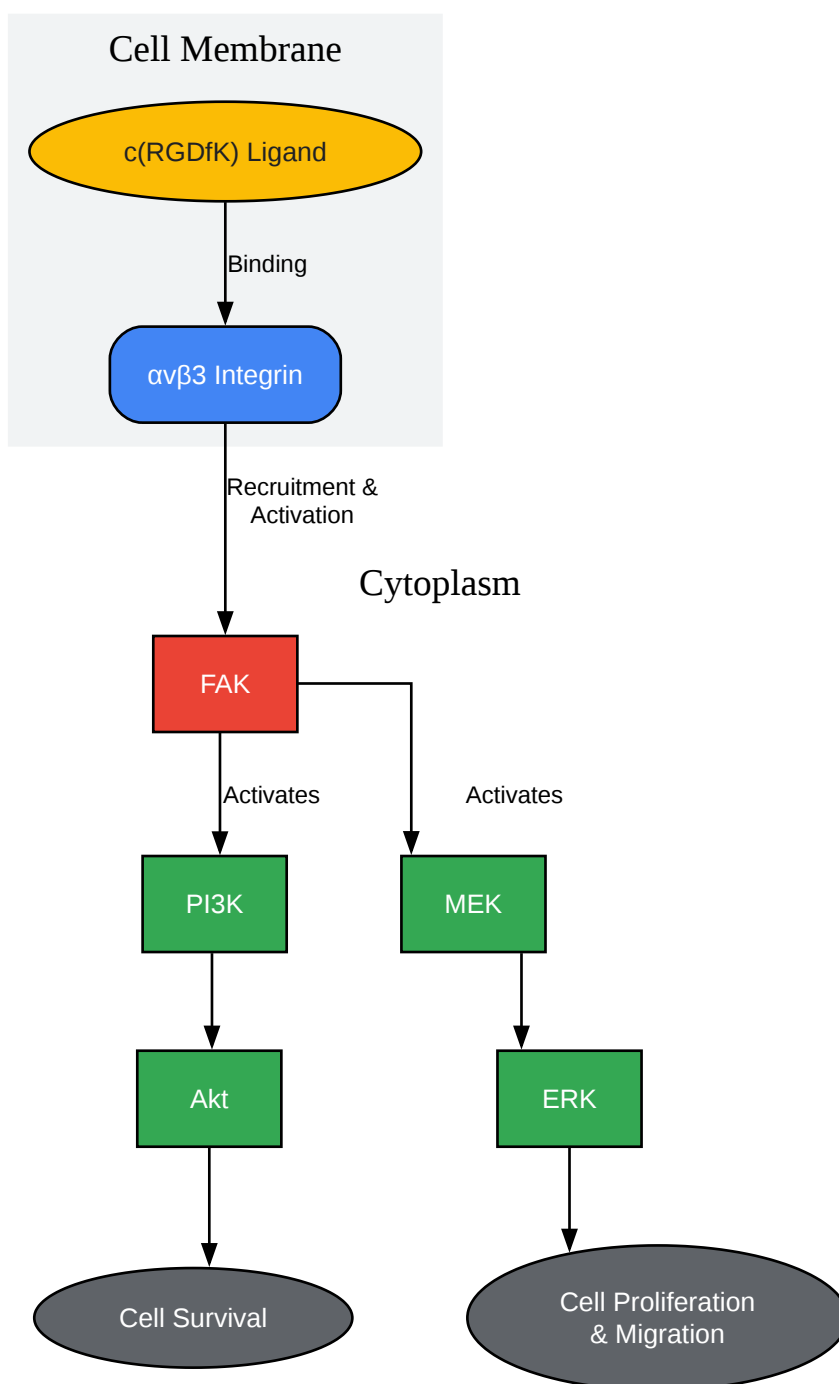 Cell Membrane
c(RGDfK) Ligand
Binding
αvβ3 Integrin
Recruitment &
Activation
Cytoplasm
FAK
Activates
Activates
PI3K
MEK
Akt
ERK
Cell Survival
Cell Proliferation
& Migration